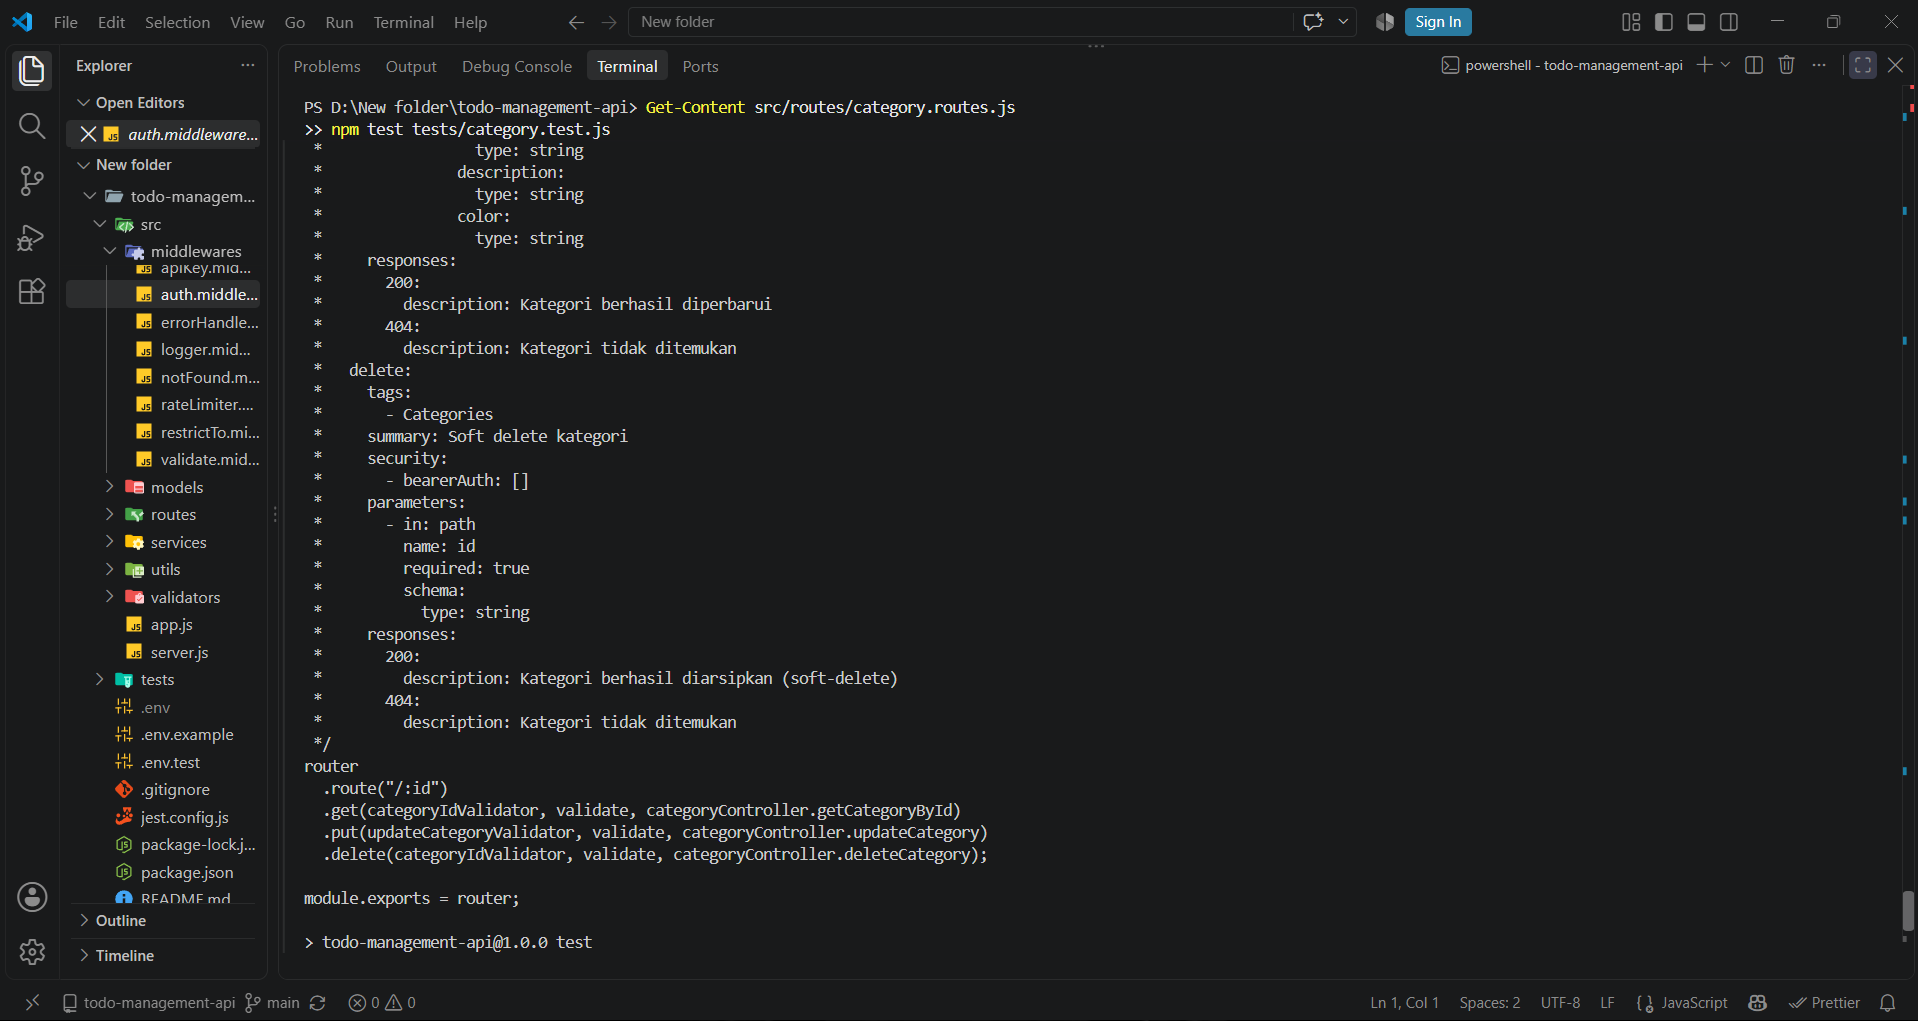 File Edit Selection View Go Run Terminal Help
New folder
Sign In
Explorer
Open Editors
auth.middleware...
New folder
todo-managem...
src
middlewares
apiKey.mid...
auth.middle...
errorHandle...
logger.mid...
notFound.m...
rateLimiter....
restrictTo.mi...
validate.mid...
models
routes
services
utils
validators
app.js
server.js
tests
.env
.env.example
.env.test
.gitignore
jest.config.js
package-lock.j...
package.json
README.md
Outline
Timeline
Problems Output Debug Console Terminal Ports
powershell - todo-management-api
PS D:\New folder\todo-management-api> Get-Content src/routes/category.routes.js
>> npm test tests/category.test.js
 *                 type: string
 *               description:
 *                 type: string
 *               color:
 *                 type: string
 *     responses:
 *       200:
 *         description: Kategori berhasil diperbarui
 *       404:
 *         description: Kategori tidak ditemukan
 *   delete:
 *     tags:
 *       - Categories
 *     summary: Soft delete kategori
 *     security:
 *       - bearerAuth: []
 *     parameters:
 *       - in: path
 *         name: id
 *         required: true
 *         schema:
 *           type: string
 *     responses:
 *       200:
 *         description: Kategori berhasil diarsipkan (soft-delete)
 *       404:
 *         description: Kategori tidak ditemukan
 */
router
  .route("/:id")
  .get(categoryIdValidator, validate, categoryController.getCategoryById)
  .put(updateCategoryValidator, validate, categoryController.updateCategory)
  .delete(categoryIdValidator, validate, categoryController.deleteCategory);
module.exports = router;
> todo-management-api@1.0.0 test
todo-management-api main 0 0
Ln 1, Col 1 Spaces: 2 UTF-8 LF {} JavaScript Prettier